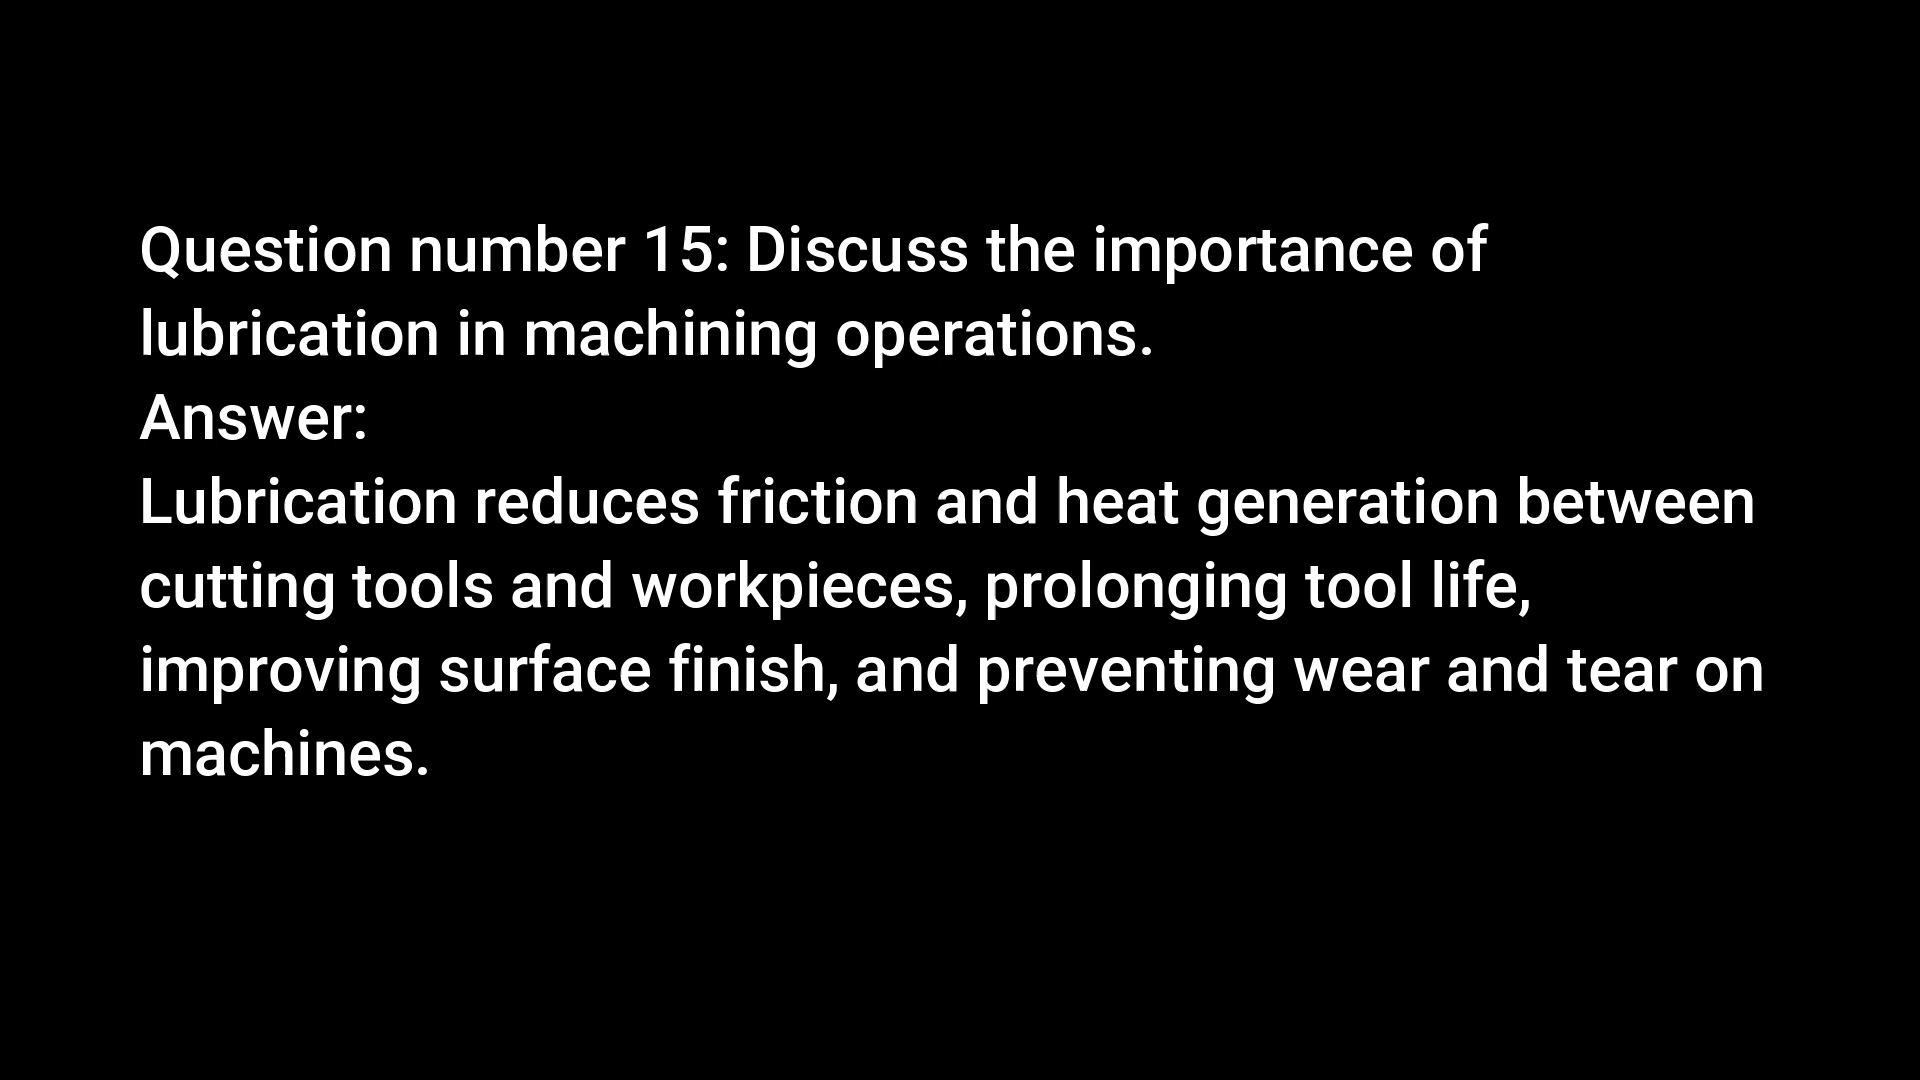 Question number 15: Discuss the importance of
lubrication in machining operations.
Answer:
Lubrication reduces friction and heat generation between
cutting tools and workpieces, prolonging tool life,
improving surface finish, and preventing wear and tear on
machines.